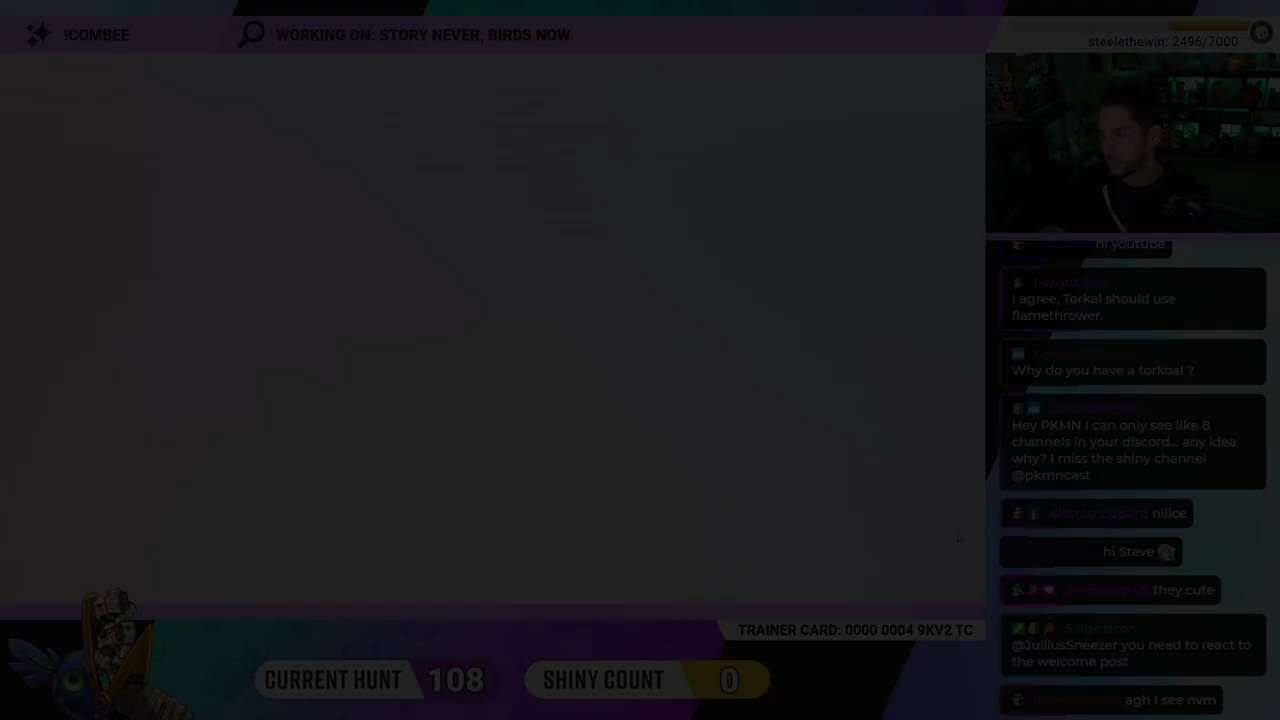 !COMBEE
WORKING ON: STORY NEVER, BIRDS NOW
steelethewin: 2496/7000
hi youtube
I agree, Torkal should use
flamethrower.
Why do you have a torkoal ?
Hey PKMN I can only see like 8
channels in your discord... any idea
why? I miss the shiny channel
@pkmncast
KitschyLiepard niiice
hi Steve
they cute
Salgesicon
@JuiliusSneezer you need to react to
the welcome post
agh I see nvm
TRAINER CARD: 0000 0004 9KV2 TC
CURRENT HUNT 108
SHINY COUNT 0